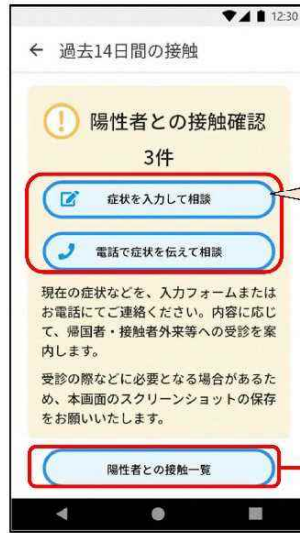 12:30
← 過去14日間の接触
陽性者との接触確認
3件
症状を入力して相談
電話で症状を伝えて相談
現在の症状などを、入力フォームまたは
お電話にてご連絡ください。内容に応じ
て、帰国者・接触者外来等への受診を案
内します。
受診の際などに必要となる場合があるた
め、本画面のスクリーンショットの保存
をお願いいたします。
陽性者との接触一覧